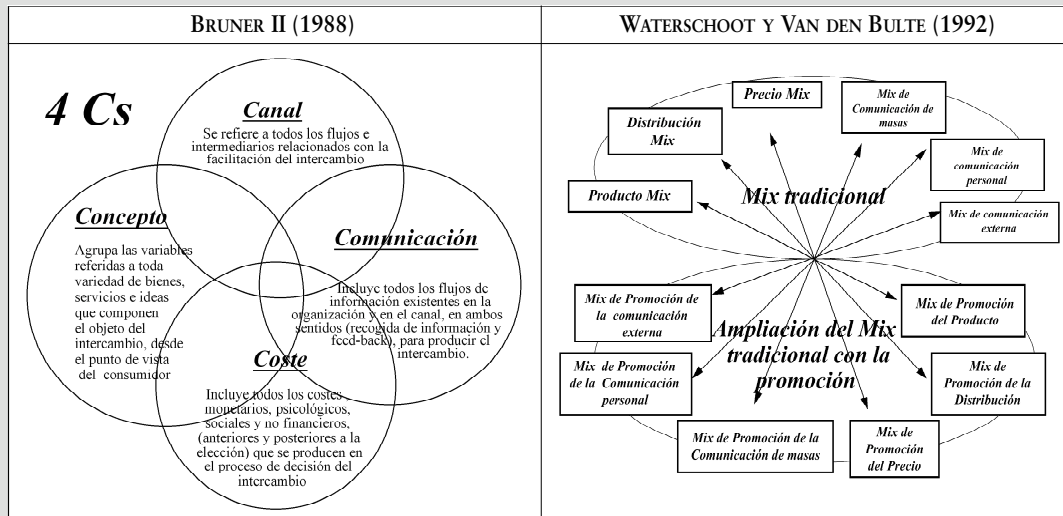 BRUNER II (1988)
4 Cs
Canal
Se refiere a todos los flujos e
intermediarios relacionados con la
facilitación del intercambio
Concepto
Agrupa las variables
referidas a toda
variedad de bienes,
servicios e ideas
que componen
el objeto del
intercambio, desde
el punto de vista
del consumidor
Comunicación
Incluye todos los flujos de
información existentes en la
organización y en el canal, en ambos
sentidos (recogida de información y
feed-back), para producir el
intercambio.
Coste
Incluye todos los costes
monetarios, psicológicos,
sociales y no financieros,
(anteriores y posteriores a la
elección) que se producen en
el proceso de decisión del
intercambio
WATERSCHOOT Y VAN DEN BULTE (1992)
Precio Mix
Mix de
Comunicación de
masas
Distribución
Mix
Mix de
comunicación
personal
Producto Mix
Mix tradicional
Mix de comunicación
externa
Mix de Promoción de
la comunicación
externa
Mix de Promoción
del Producto
Ampliación del Mix
tradicional con la
promoción
Mix de Promoción
de la Comunicación
personal
Mix de
Promoción de la
Distribución
Mix de Promoción de la
Comunicación de masas
Mix de
Promoción
del Precio